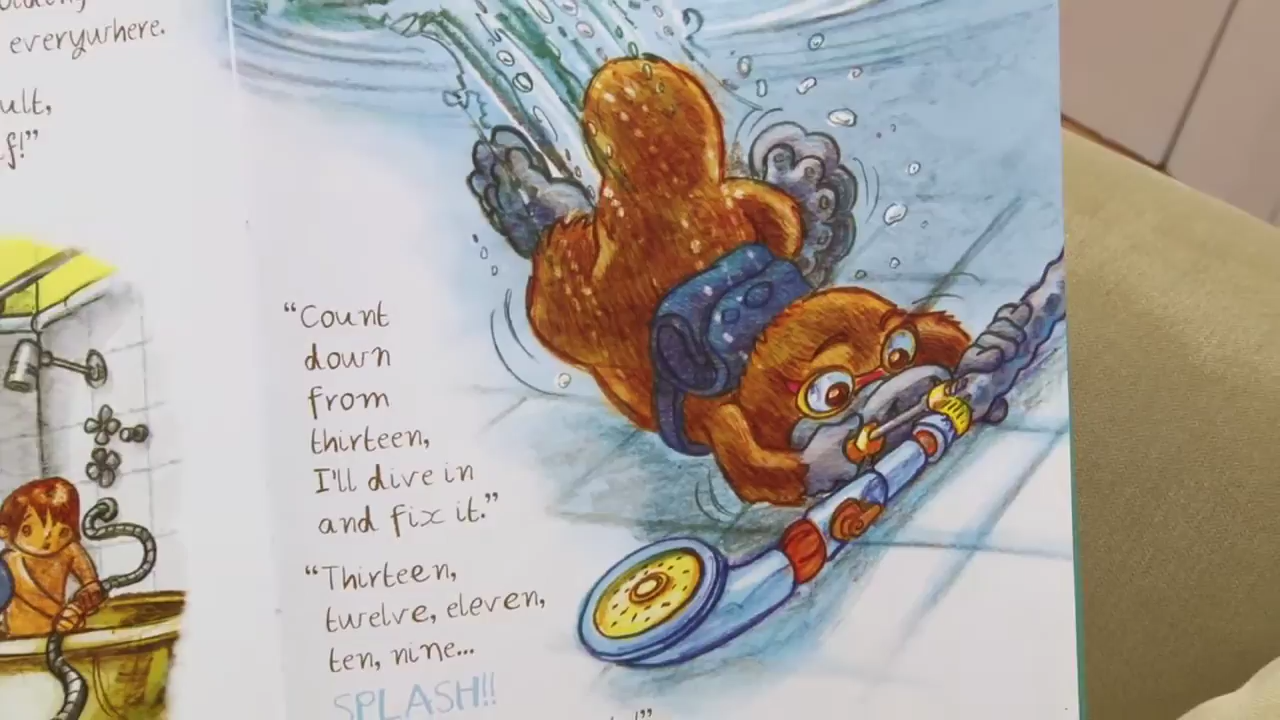 everywhere.
“Count
down
from
thirteen,
I'll dive in
and fix it.”
“Thirteen,
twelve, eleven,
ten, nine...
SPLASH!!